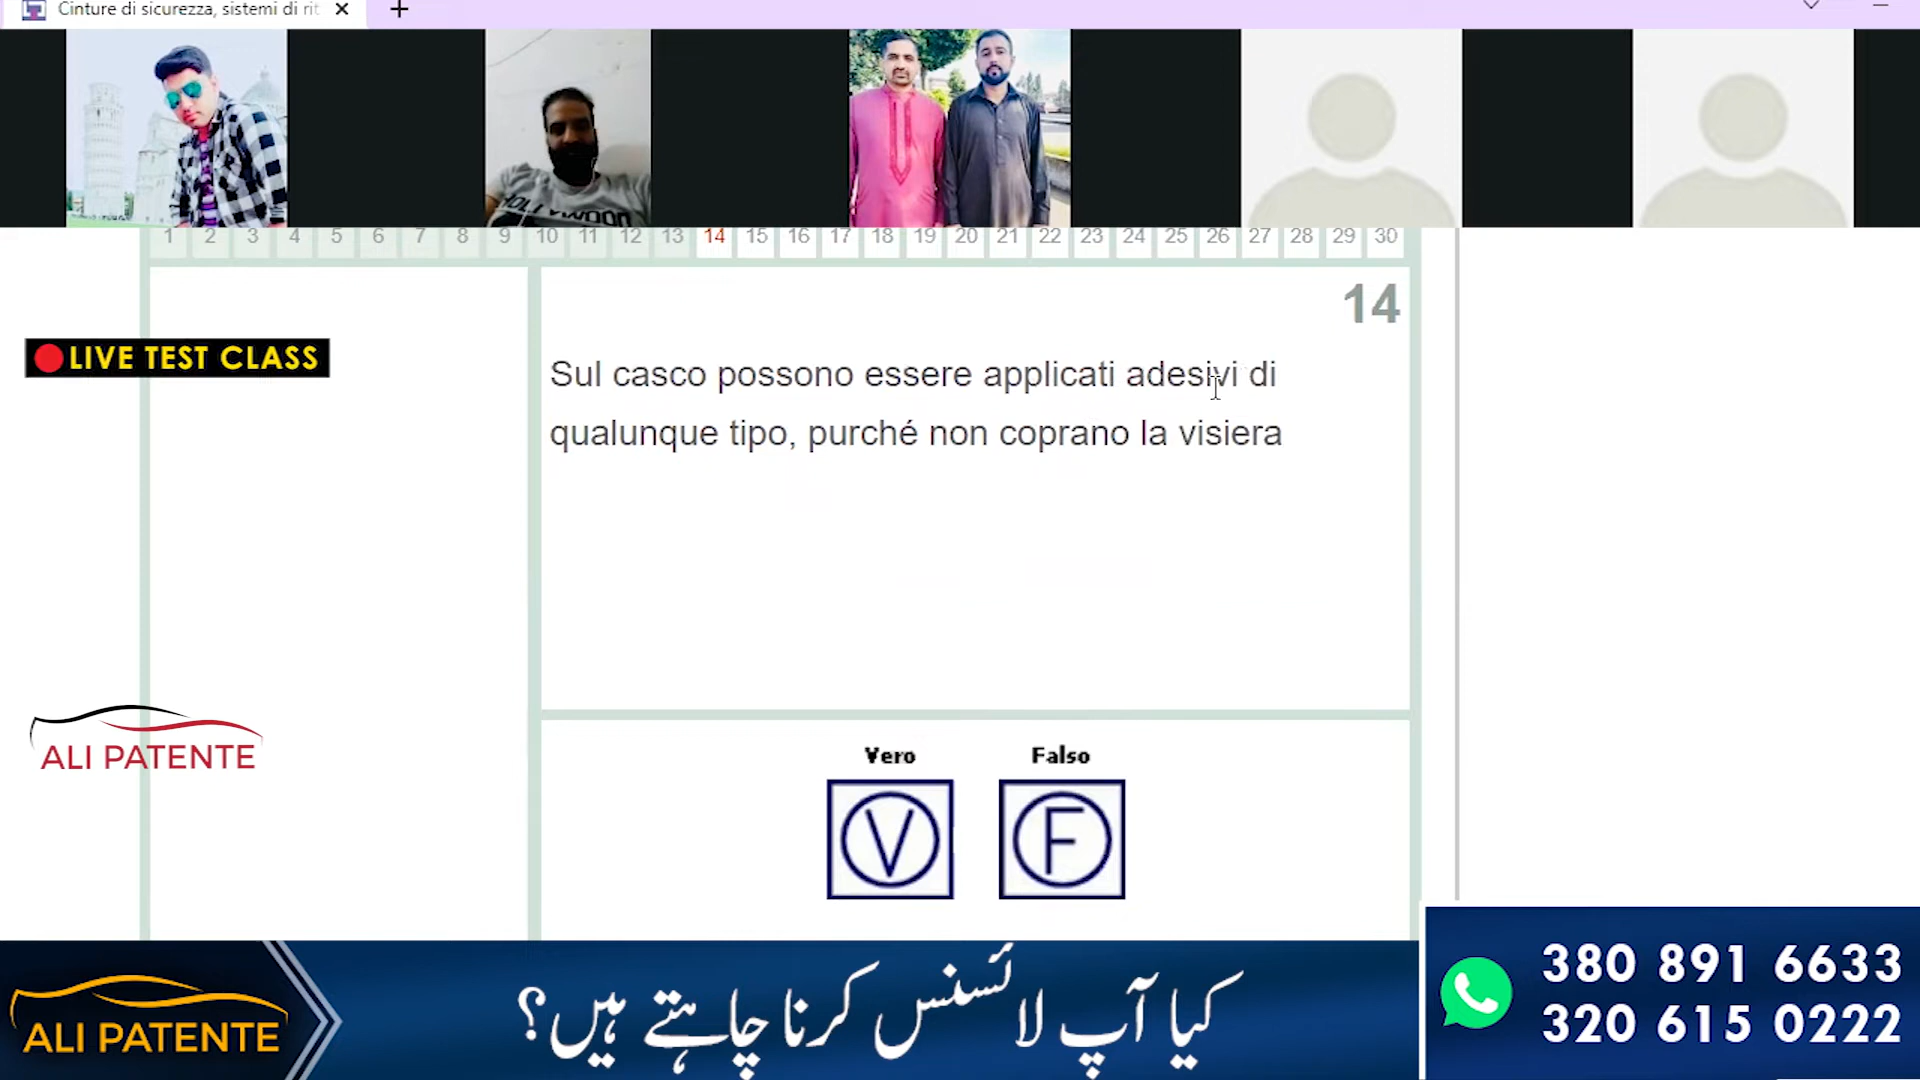 Cinture di sicurezza, sistemi di rit
1 2 3 4 5 6 7 8 9 10 11 12 13 14 15 16 17 18 19 20 21 22 23 24 25 26 27 28 29 30
14
LIVE TEST CLASS
Sul casco possono essere applicati adesivi di
qualunque tipo, purché non coprano la visiera
ALI PATENTE
Vero Falso
V F
ALI PATENTE
کیا آپ لائسنس کرنا چاہتے ہیں؟
380 891 6633
320 615 0222